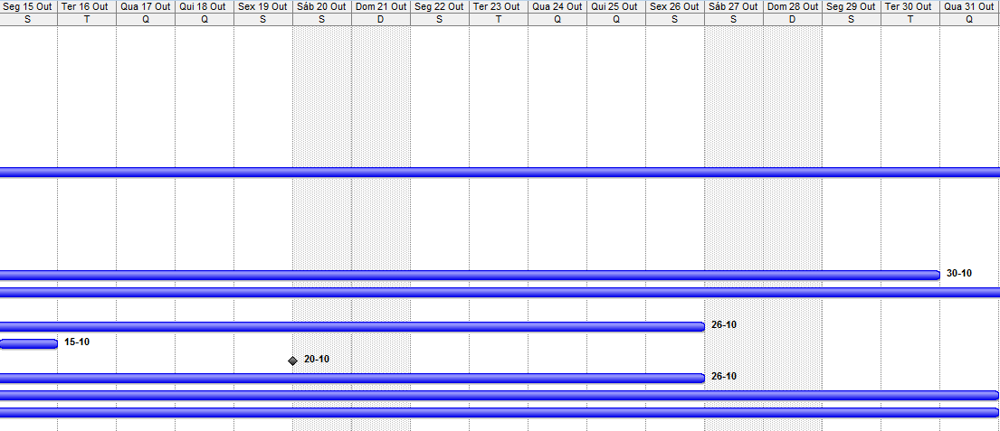 Seg 15 Out Ter 16 Out Qua 17 Out Qui 18 Out Sex 19 Out Sáb 20 Out Dom 21 Out Seg 22 Out Ter 23 Out Qua 24 Out Qui 25 Out Sex 26 Out Sáb 27 Out Dom 28 Out Seg 29 Out Ter 30 Out Qua 31 Out
S T Q Q S S D S T Q Q S S D S T Q
30-10
26-10
15-10
20-10
26-10